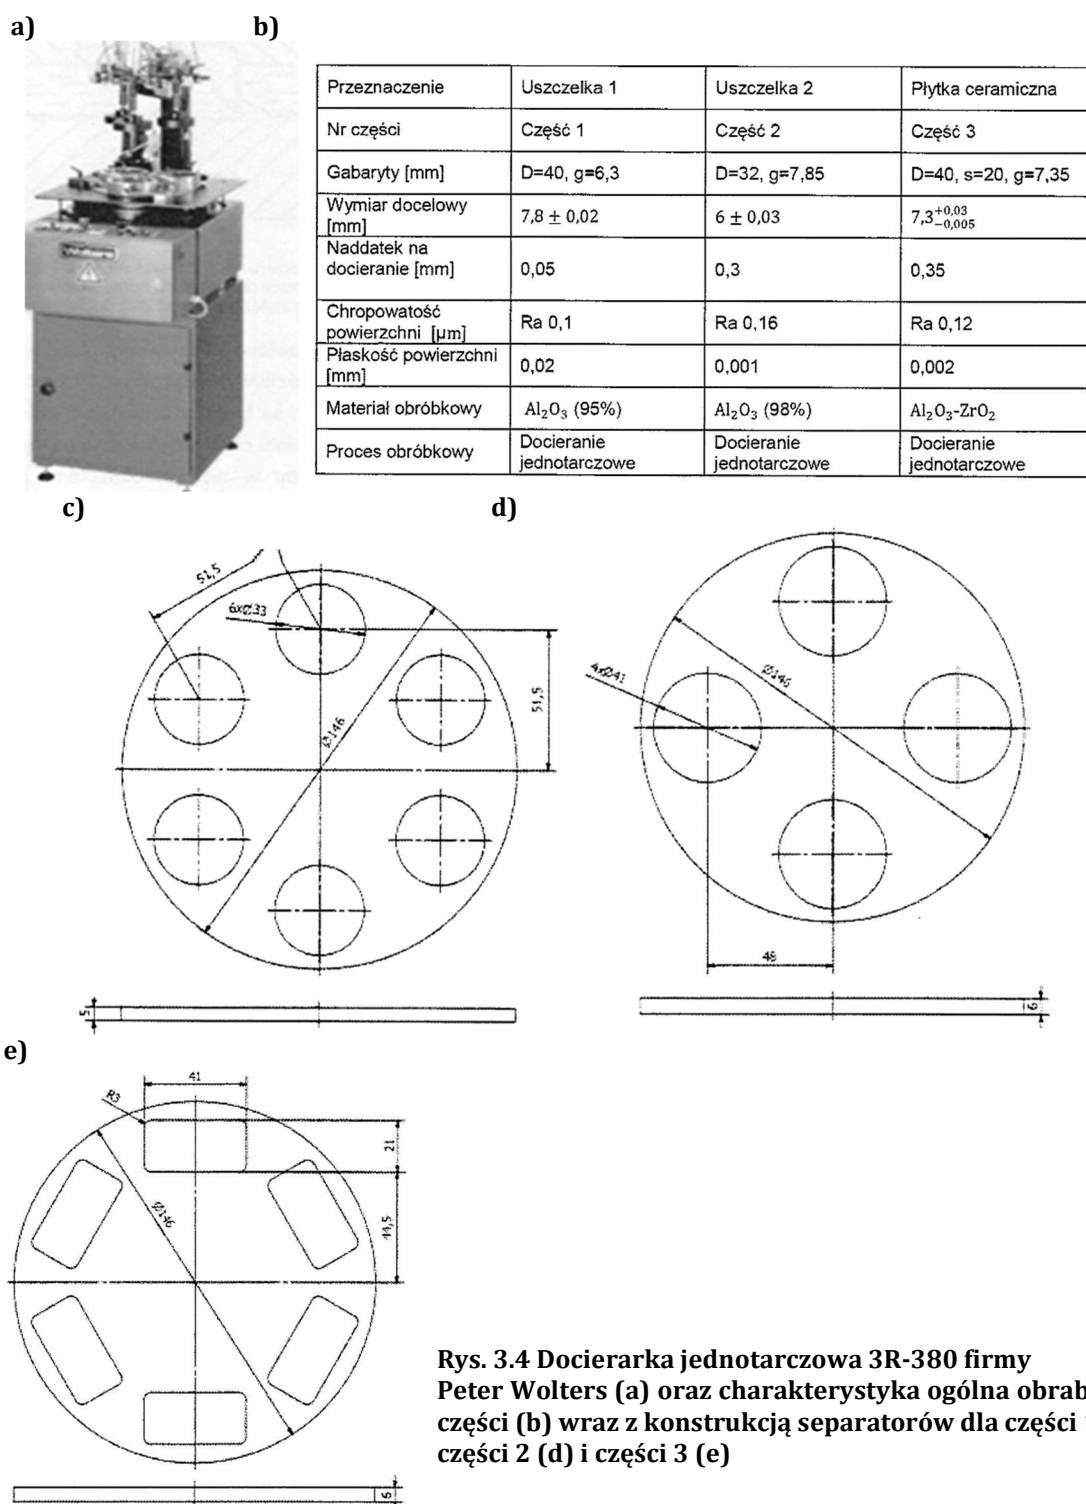 a)
b)
Wolters
Przeznaczenie Uszczelka 1 Uszczelka 2 Płytka ceramiczna
Nr części Część 1 Część 2 Część 3
Gabaryty [mm] D=40, g=6,3 D=32, g=7,85 D=40, s=20, g=7,35
Wymiar docelowy [mm] 7,8 ± 0,02 6 ± 0,03 7,3 +0,03 −0,005
Naddatek na docieranie [mm] 0,05 0,3 0,35
Chropowatość powierzchni [µm] Ra 0,1 Ra 0,16 Ra 0,12
Płaskość powierzchni [mm] 0,02 0,001 0,002
Materiał obróbkowy Al₂O₃ (95%) Al₂O₃ (98%) Al₂O₃-ZrO₂
Proces obróbkowy Docieranie jednotarczowe Docieranie jednotarczowe Docieranie jednotarczowe
c)
d)
51,5
6xØ33
Ø146
51,5
5
4xØ41
Ø146
48
6
e)
41
R3
21
Ø146
44,5
6
Rys. 3.4 Docierarka jednotarczowa 3R-380 firmy
Peter Wolters (a) oraz charakterystyka ogólna
części (b) wraz z konstrukcją separatorów dla części
części 2 (d) i części 3 (e)